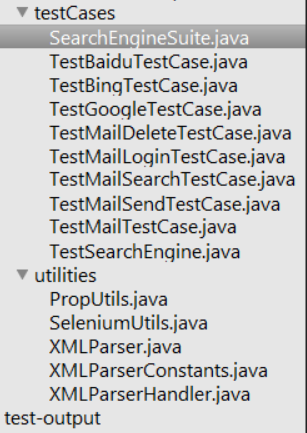 testCases
SearchEngineSuite.java
TestBaiduTestCase.java
TestBingTestCase.java
TestGoogleTestCase.java
TestMailDeleteTestCase.java
TestMailLoginTestCase.java
TestMailSearchTestCase.java
TestMailSendTestCase.java
TestMailTestCase.java
TestSearchEngine.java
utilities
PropUtils.java
SeleniumUtils.java
XMLParser.java
XMLParserConstants.java
XMLParserHandler.java
test-output